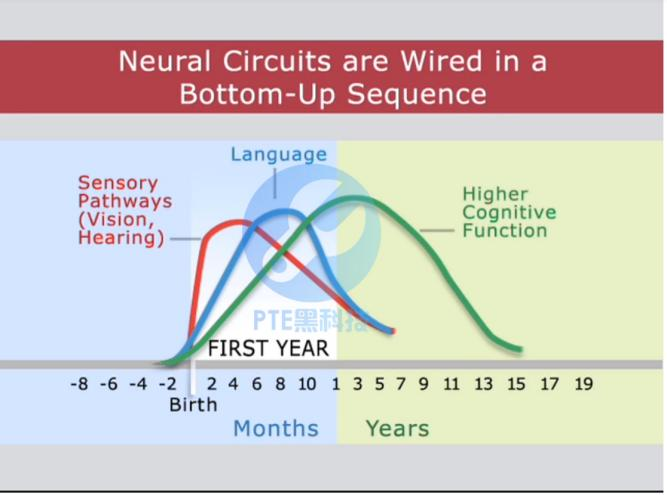 Neural Circuits are Wired in a
Bottom-Up Sequence
Language
Sensory
Pathways
(Vision,
Hearing)
Higher
Cognitive
Function
PTE黑科技
FIRST YEAR
-8 -6 -4 -2 2 4 6 8 10 1 3 5 7 9 11 13 15 17 19
Birth
Months Years